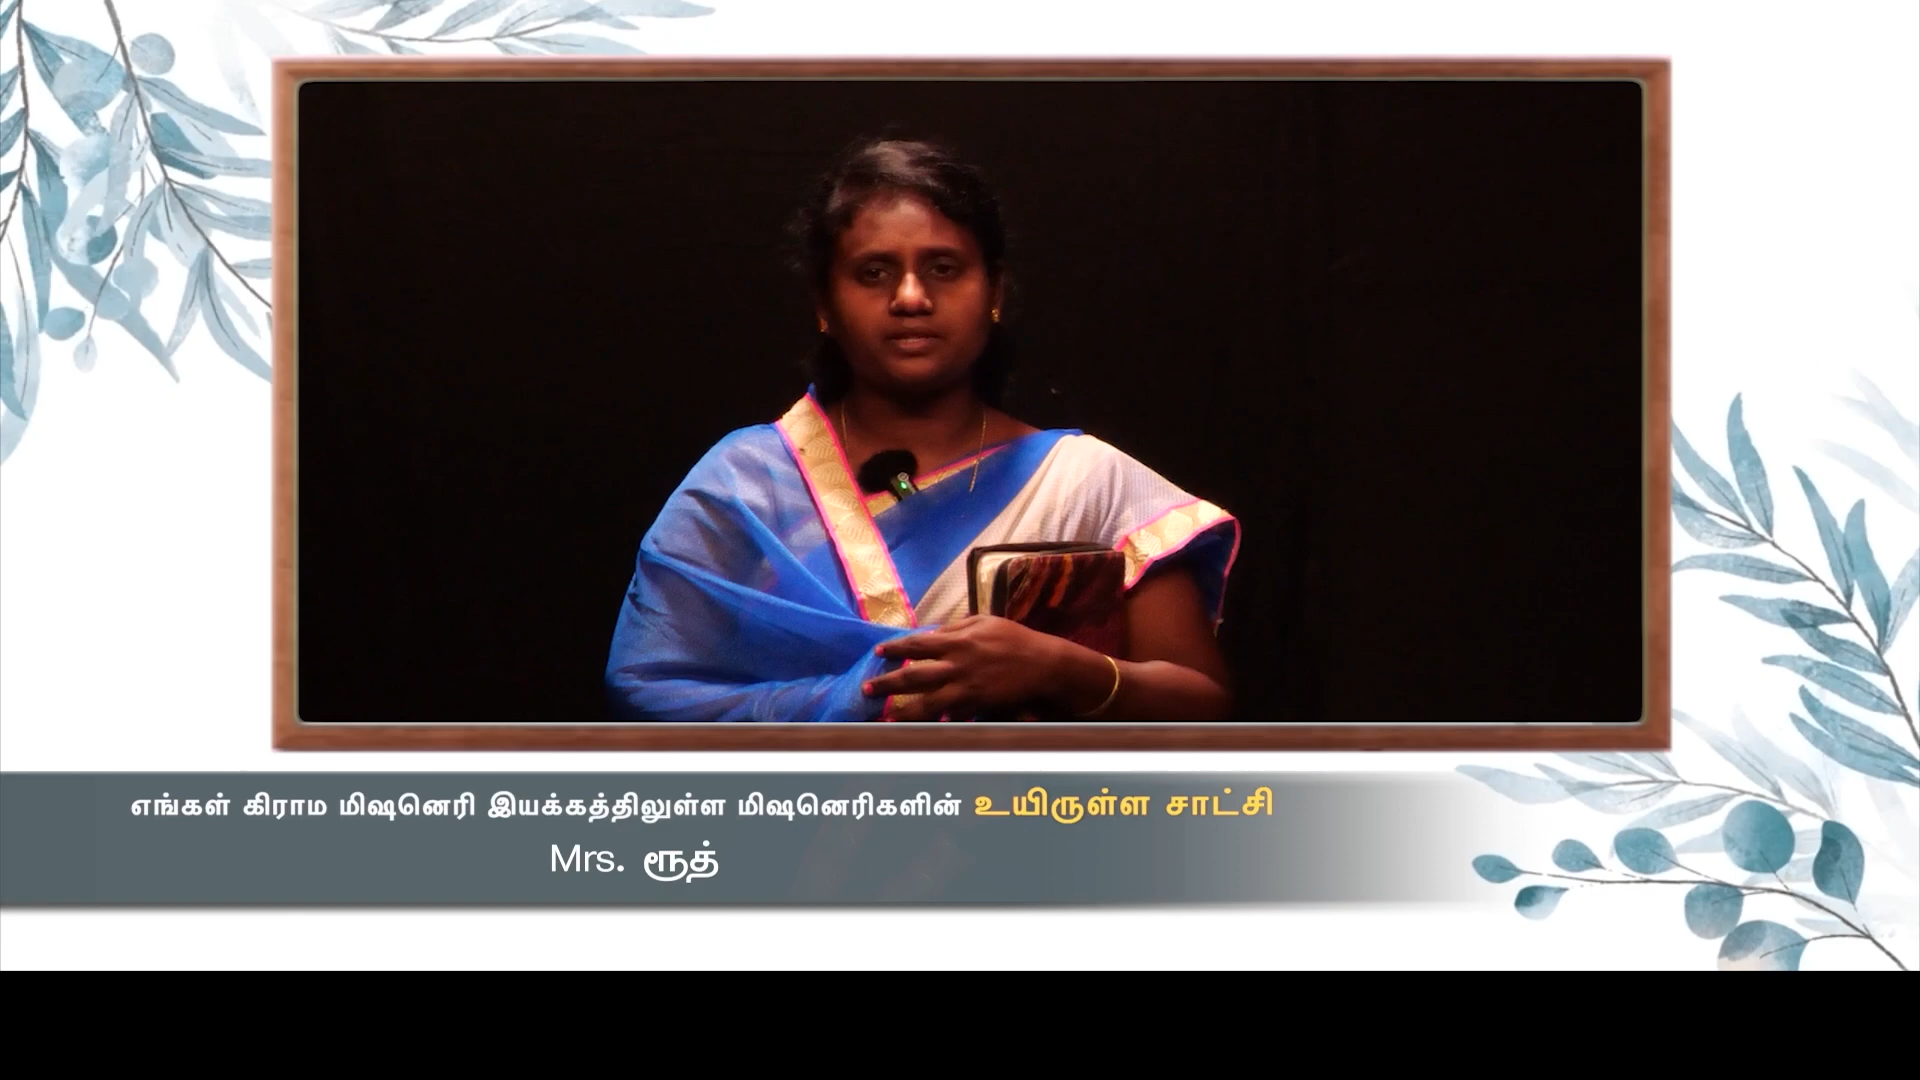 எங்கள் கிராம மிஷனெரி இயக்கத்திலுள்ள மிஷனெரிகளின் உயிருள்ள சாட்சி
Mrs. ரூத்